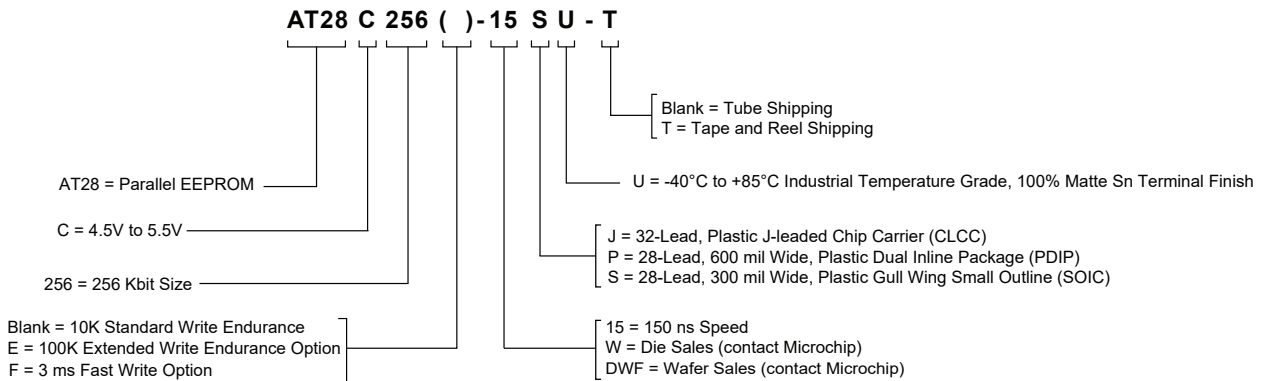 AT28 C 256 ( )-15 S U - T
Blank = Tube Shipping
T = Tape and Reel Shipping
AT28 = Parallel EEPROM
U = -40°C to +85°C Industrial Temperature Grade, 100% Matte Sn Terminal Finish
C = 4.5V to 5.5V
J = 32-Lead, Plastic J-leaded Chip Carrier (CLCC)
P = 28-Lead, 600 mil Wide, Plastic Dual Inline Package (PDIP)
S = 28-Lead, 300 mil Wide, Plastic Gull Wing Small Outline (SOIC)
256 = 256 Kbit Size
Blank = 10K Standard Write Endurance
E = 100K Extended Write Endurance Option
F = 3 ms Fast Write Option
15 = 150 ns Speed
W = Die Sales (contact Microchip)
DWF = Wafer Sales (contact Microchip)